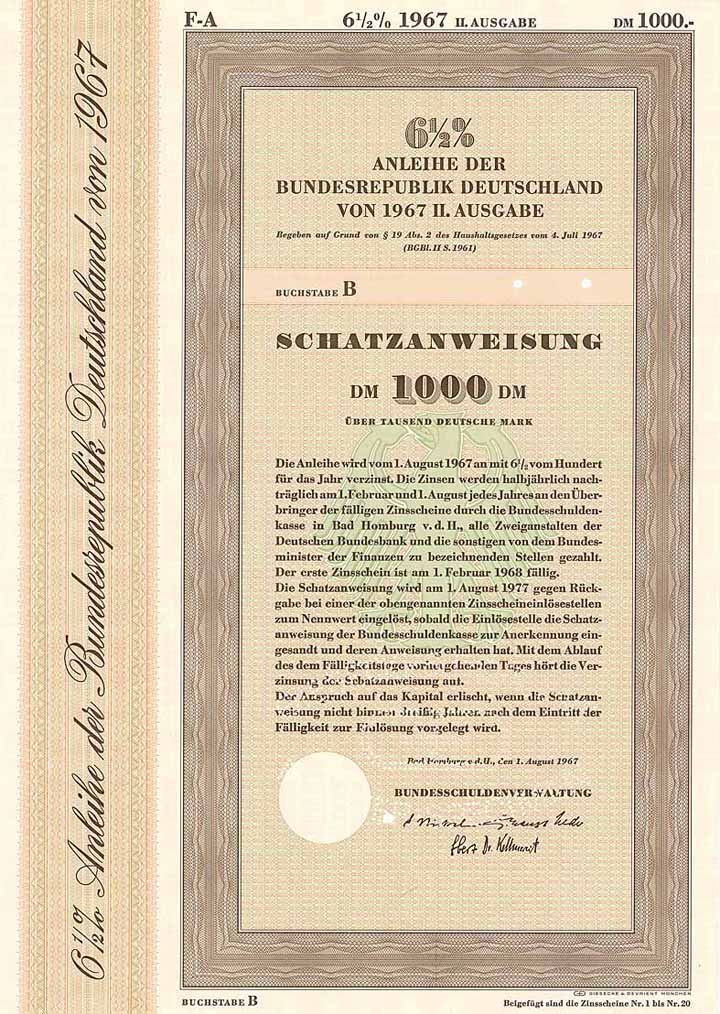 F-A 6½% 1967 II. AUSGABE DM 1000.-
6½% Anleihe der Bundesrepublik Deutschland von 1967
6½%
ANLEIHE DER
BUNDESREPUBLIK DEUTSCHLAND
VON 1967 II. AUSGABE
Begeben auf Grund von § 19 Abs. 2 des Haushaltsgesetzes vom 4. Juli 1967
(BGBl. II S. 1961)
BUCHSTABE B
SCHATZANWEISUNG
DM 1000 DM
ÜBER TAUSEND DEUTSCHE MARK
Die Anleihe wird vom 1. August 1967 an mit 6½ vom Hundert
für das Jahr verzinst. Die Zinsen werden halbjährlich nach-
träglich am 1. Februar und 1. August jedes Jahres an den Über-
bringer der fälligen Zinsscheine durch die Bundesschulden-
kasse in Bad Homburg v. d. H., alle Zweiganstalten der
Deutschen Bundesbank und die sonstigen von dem Bundes-
minister der Finanzen zu bezeichnenden Stellen gezahlt.
Der erste Zinsschein ist am 1. Februar 1968 fällig.
Die Schatzanweisung wird am 1. August 1977 gegen Rück-
gabe bei einer der obengenannten Zinsscheineinlösestellen
zum Nennwert eingelöst, sobald die Einlösestelle die Schatz-
anweisung der Bundesschuldenkasse zur Anerkennung ein-
gesandt und deren Anweisung erhalten hat. Mit dem Ablauf
des dem Fälligkeitstage vorhergehenden Tages hört die Ver-
zinsung der Schatzanweisung auf.
Der Anspruch auf das Kapital erlischt, wenn die Schatzan-
weisung nicht binnen dreißig Jahren nach dem Eintritt der
Fälligkeit zur Einlösung vorgelegt wird.
Bad Homburg v.d.H., den 1. August 1967
BUNDESSCHULDENVERWALTUNG
BUCHSTABE B
GIESECKE & DEVRIENT MÜNCHEN
Beigefügt sind die Zinsscheine Nr. 1 bis Nr. 20